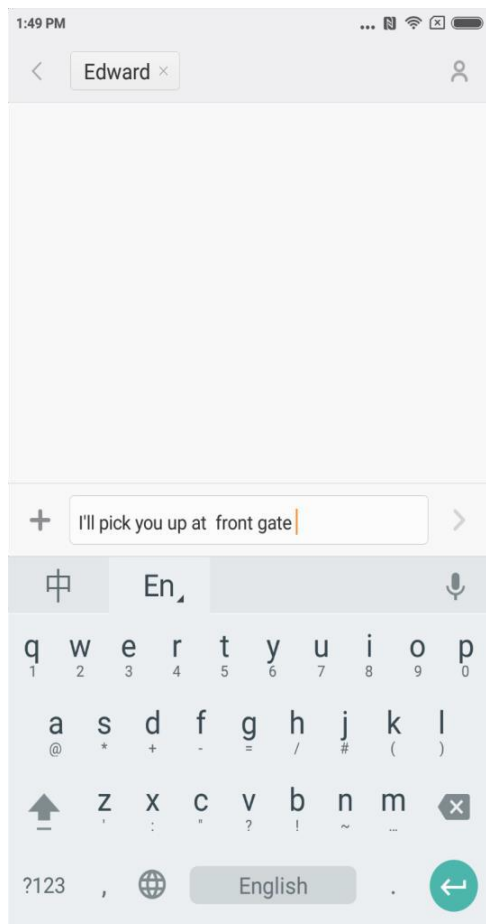 1:49 PM
Edward ×
I'll pick you up at  front gate
中 En
q w e r t y u i o p
1 2 3 4 5 6 7 8 9 0
a s d f g h j k l
@ * + - = / # ( )
z x c v b n m
' : " ? ! ~ ...
?123 , English .